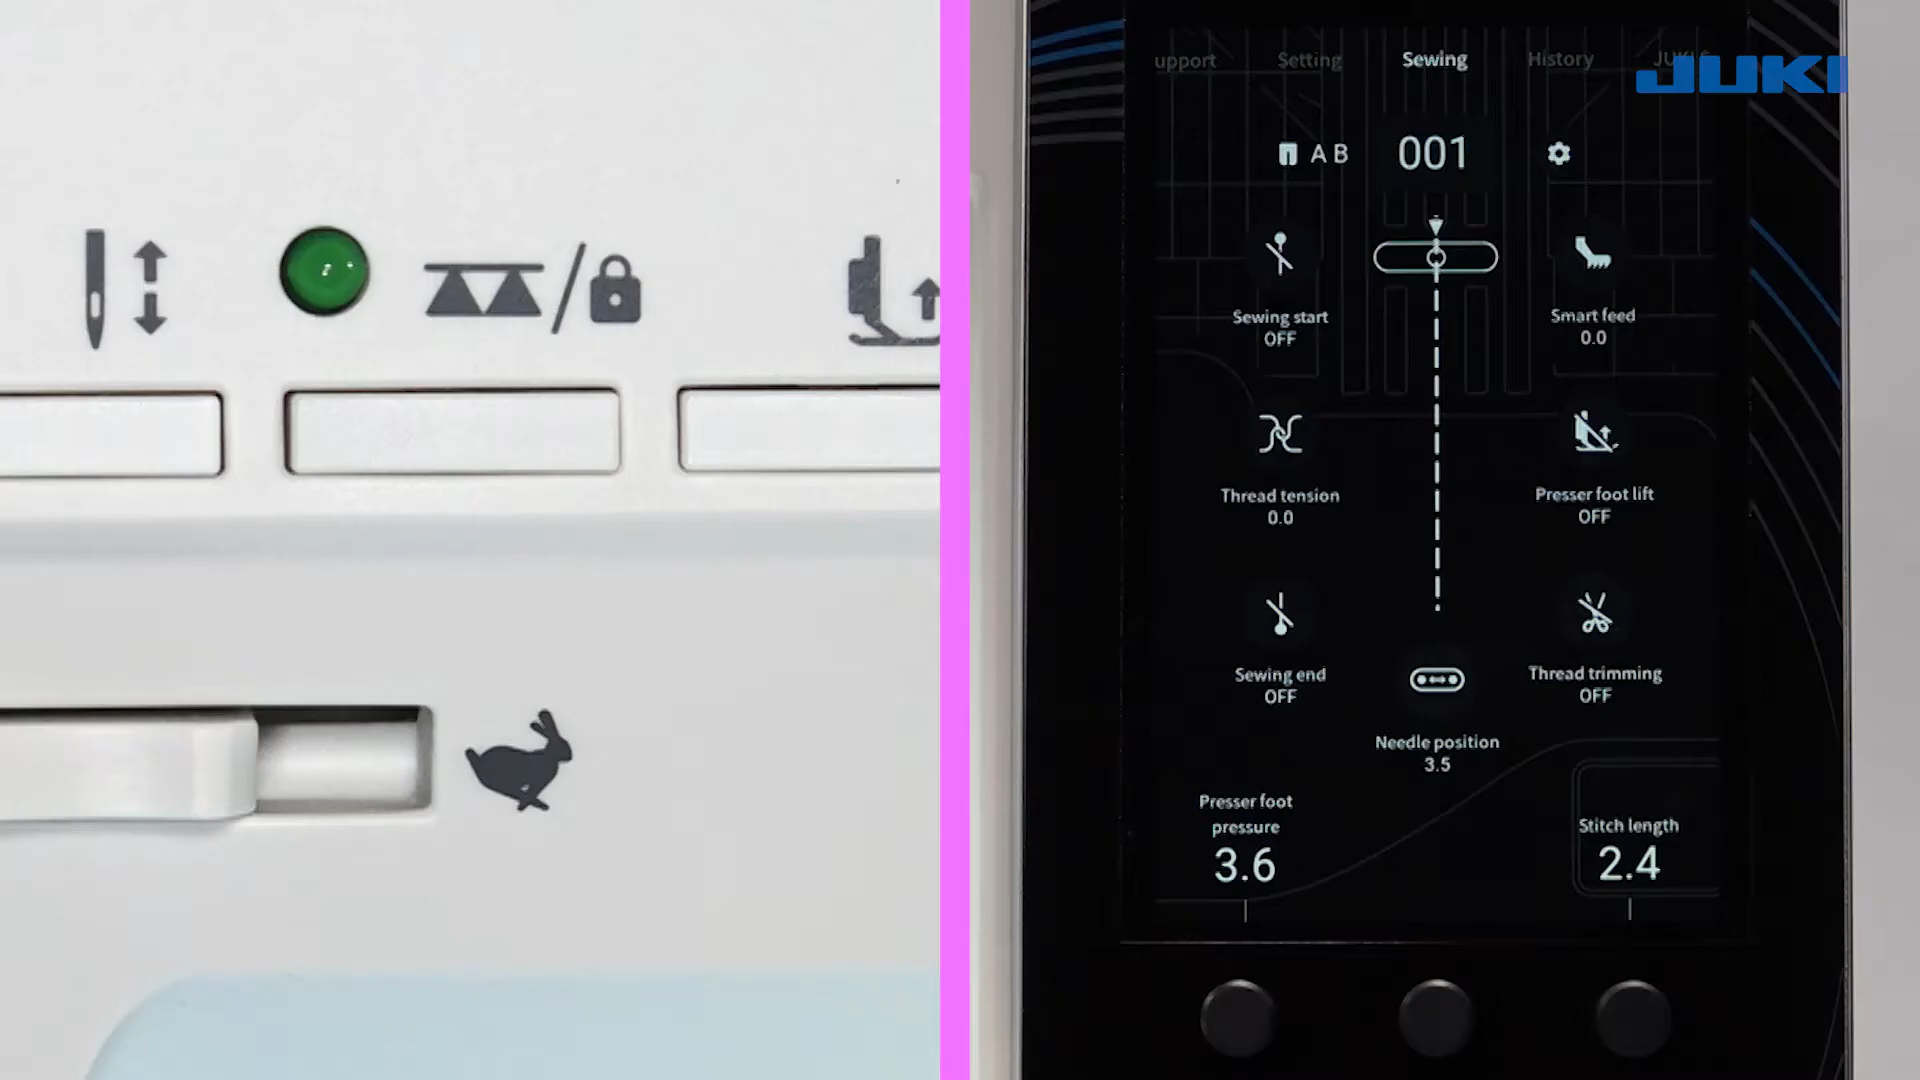 upport Setting Sewing History JUKI
JUKI
A B 001
Sewing start
OFF
Smart feed
0.0
Thread tension
0.0
Presser foot lift
OFF
Sewing end
OFF
Thread trimming
OFF
Needle position
3.5
Presser foot
pressure
3.6
Stitch length
2.4